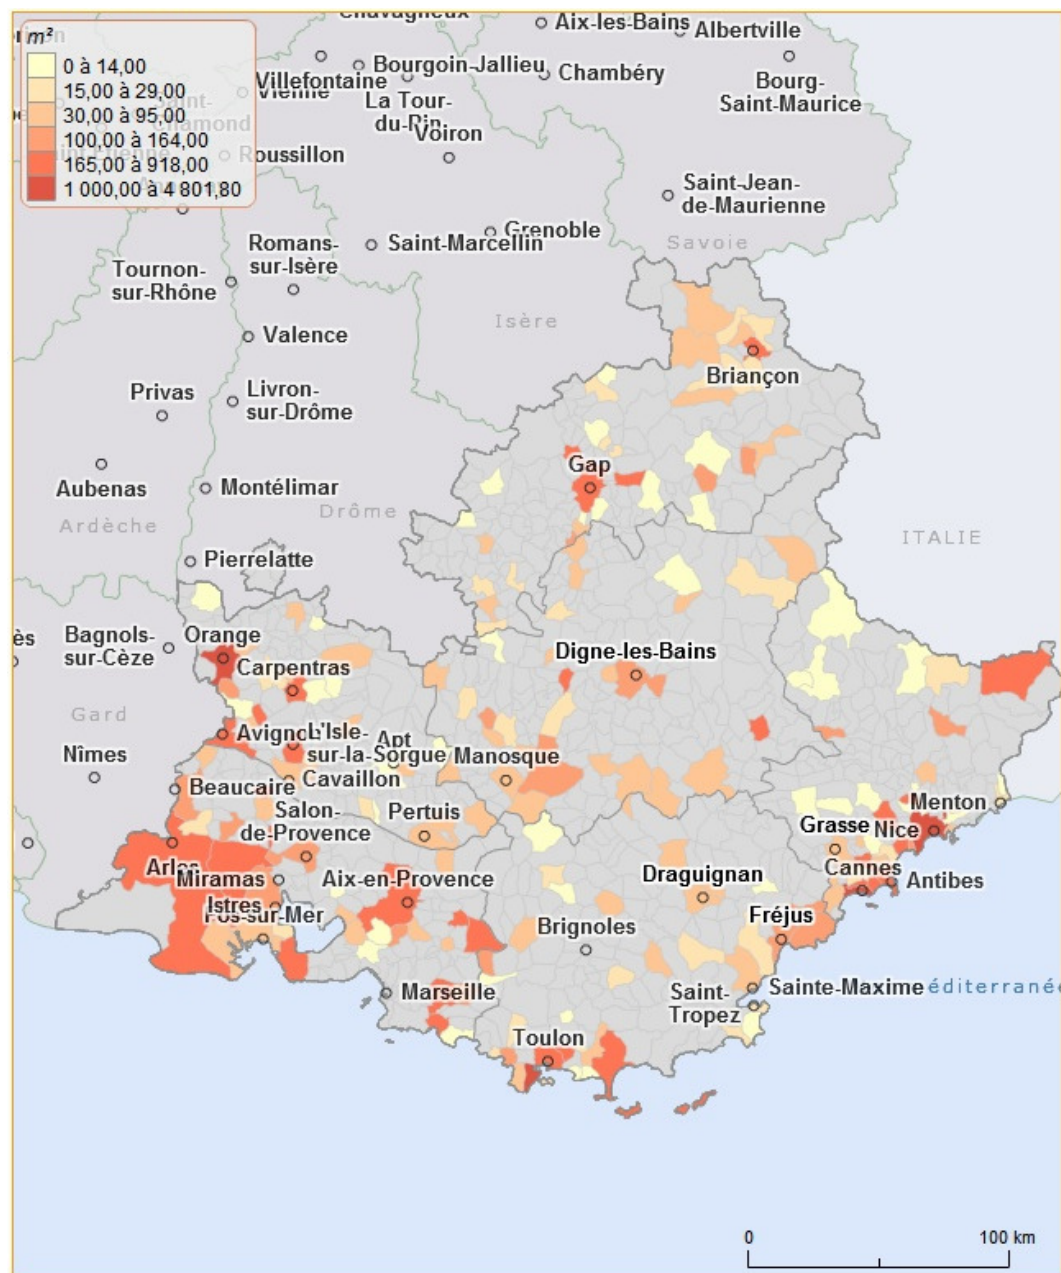 m²
0 à 14,00
15,00 à 29,00
30,00 à 95,00
100,00 à 164,00
165,00 à 918,00
1 000,00 à 4 801,80
Chavagneux
Aix-les-Bains
Albertville
Bourgoin-Jallieu
Villefontaine
Vienne
Chambéry
Bourg-
Saint-Maurice
Saint-
Chamond
La Tour-
du-Pin
Voiron
Roussillon
Saint-Jean-
de-Maurienne
Grenoble
Saint-Marcellin
Savoie
Romans-
sur-Isère
Tournon-
sur-Rhône
Isère
Valence
Briançon
Privas
Livron-
sur-Drôme
Gap
Aubenas
Montélimar
Ardèche
Drôme
ITALIE
Pierrelatte
Bagnols-
sur-Cèze
Orange
Carpentras
Digne-les-Bains
Gard
Avignon
L'Isle-
sur-la-Sorgue
Apt
Nîmes
Cavaillon
Manosque
Beaucaire
Salon-
de-Provence
Pertuis
Menton
Grasse
Nice
Arles
Miramas
Aix-en-Provence
Draguignan
Cannes
Antibes
Istres
Fos-sur-Mer
Brignoles
Fréjus
Marseille
Saint-
Tropez
Sainte-Maxime
éditerranée
Toulon
0
100 km